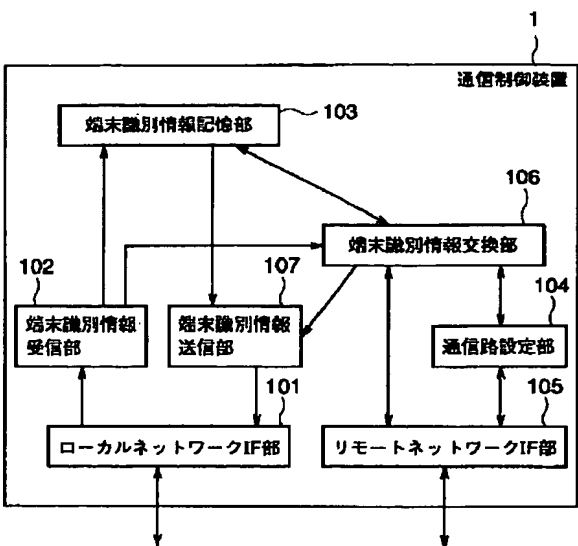 1
通信制御装置
端末識別情報記憶部
103
106
端末識別情報交換部
102
107
端末識別情報
受信部
端末識別情報
送信部
104
通信路設定部
101
105
ローカルネットワークIF部
リモートネットワークIF部